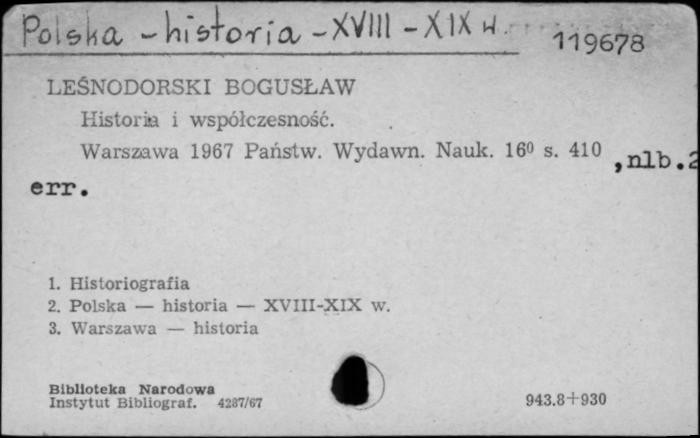 Polska - historia - XVIII - XIX w.
119678
LEŚNODORSKI BOGUSŁAW
Historia i współczesność.
Warszawa 1967 Państw. Wydawn. Nauk. 16⁰ s. 410 , nlb.2
err.
1. Historiografia
2. Polska — historia — XVIII-XIX w.
3. Warszawa — historia
Biblioteka Narodowa
Instytut Bibliograf. 4287/67
943.8+930